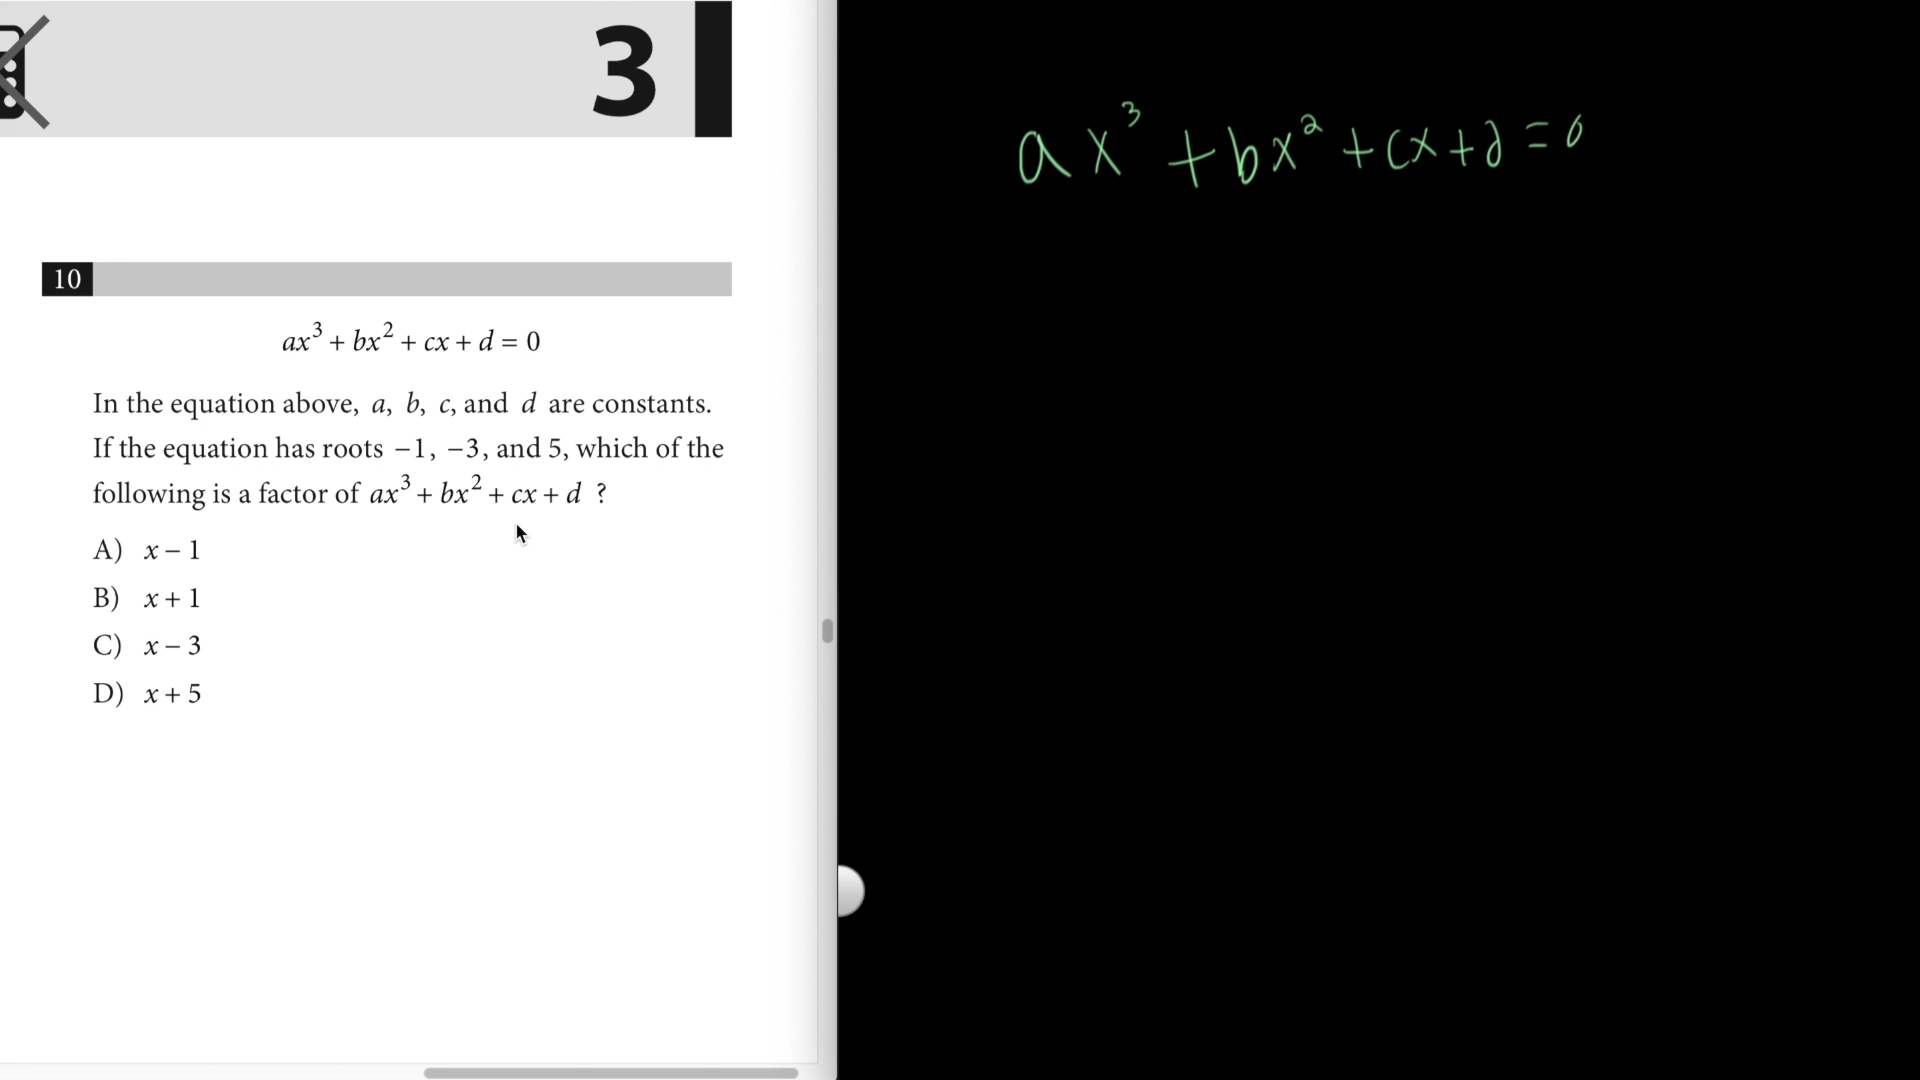 3
10
ax³ + bx² + cx + d = 0
In the equation above, a, b, c, and d are constants.
If the equation has roots −1, −3, and 5, which of the
following is a factor of ax³ + bx² + cx + d ?
A) x − 1
B) x + 1
C) x − 3
D) x + 5
ax³ + bx² + cx + d = 0